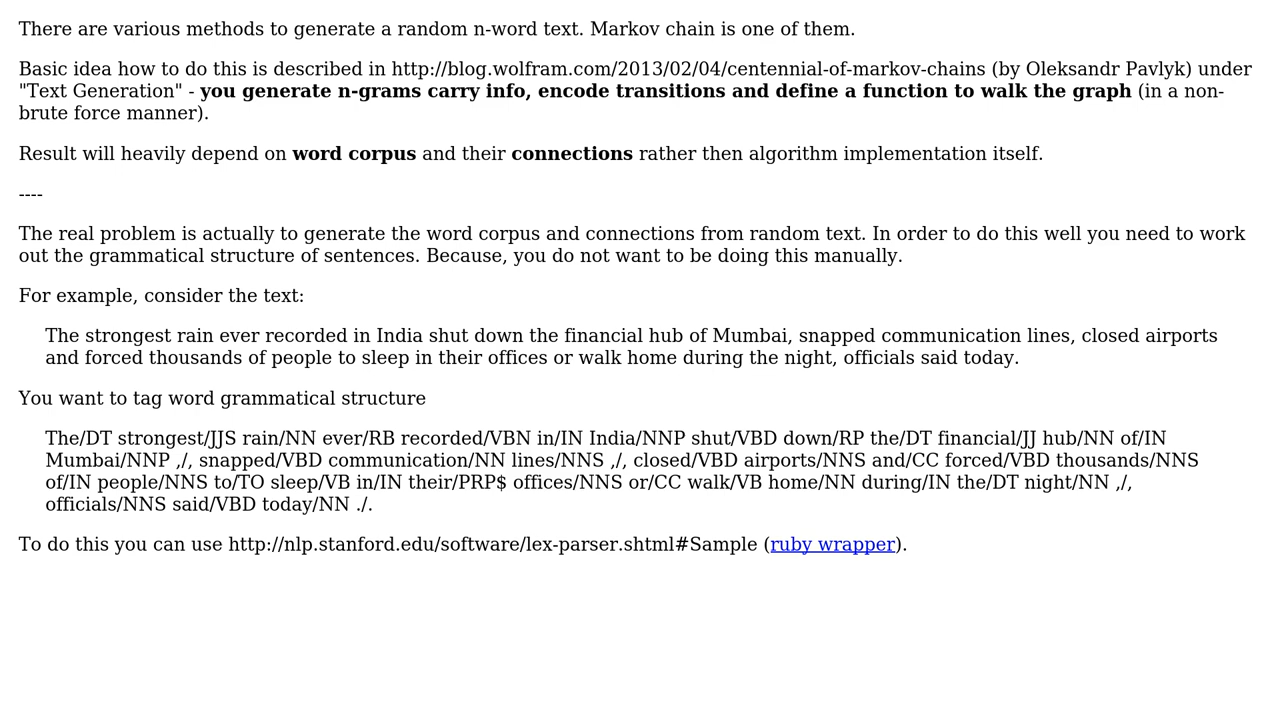 There are various methods to generate a random n-word text. Markov chain is one of them.
Basic idea how to do this is described in http://blog.wolfram.com/2013/02/04/centennial-of-markov-chains (by Oleksandr Pavlyk) under
"Text Generation" - you generate n-grams carry info, encode transitions and define a function to walk the graph (in a non-
brute force manner).
Result will heavily depend on word corpus and their connections rather then algorithm implementation itself.
----
The real problem is actually to generate the word corpus and connections from random text. In order to do this well you need to work
out the grammatical structure of sentences. Because, you do not want to be doing this manually.
For example, consider the text:
The strongest rain ever recorded in India shut down the financial hub of Mumbai, snapped communication lines, closed airports
and forced thousands of people to sleep in their offices or walk home during the night, officials said today.
You want to tag word grammatical structure
The/DT strongest/JJS rain/NN ever/RB recorded/VBN in/IN India/NNP shut/VBD down/RP the/DT financial/JJ hub/NN of/IN
Mumbai/NNP ,/, snapped/VBD communication/NN lines/NNS ,/, closed/VBD airports/NNS and/CC forced/VBD thousands/NNS
of/IN people/NNS to/TO sleep/VB in/IN their/PRP$ offices/NNS or/CC walk/VB home/NN during/IN the/DT night/NN ,/,
officials/NNS said/VBD today/NN ./.
To do this you can use http://nlp.stanford.edu/software/lex-parser.shtml#Sample (ruby wrapper).